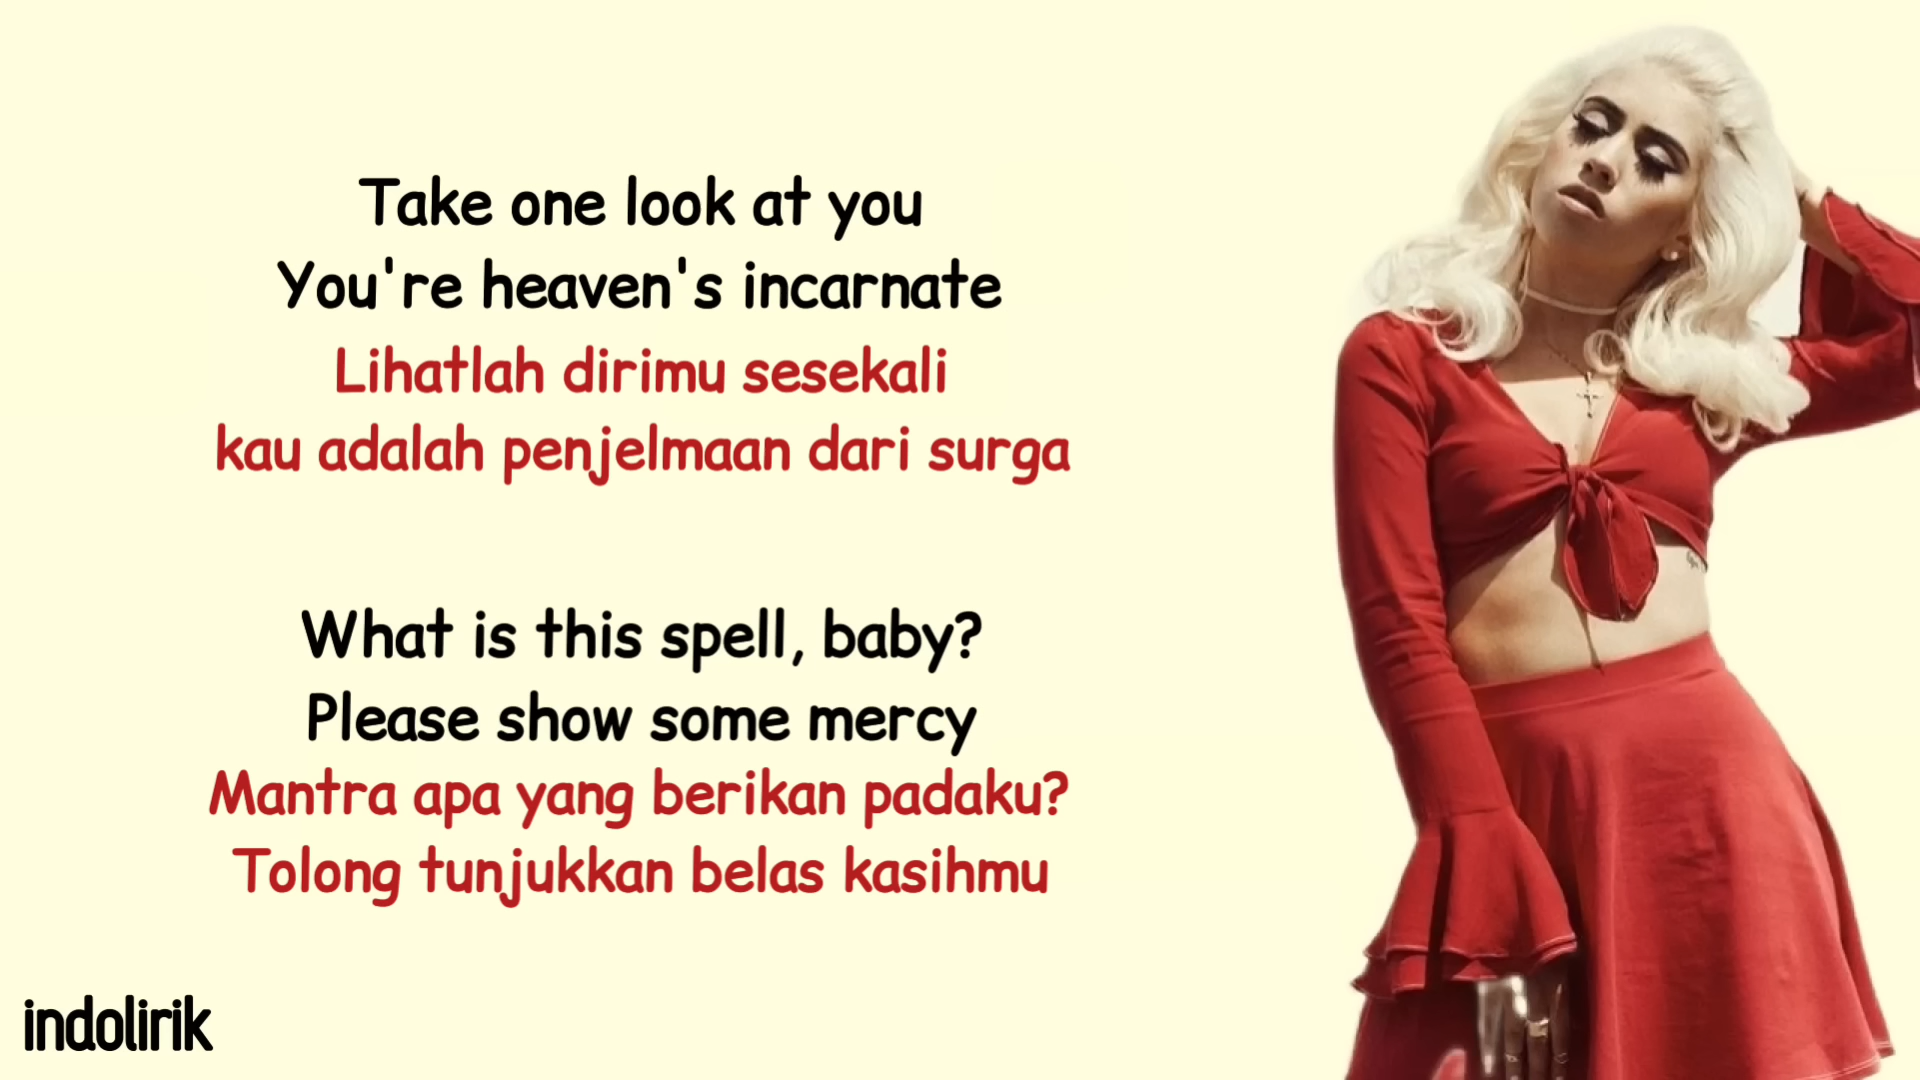 Take one look at you
You're heaven's incarnate
Lihatlah dirimu sesekali
kau adalah penjelmaan dari surga
What is this spell, baby?
Please show some mercy
Mantra apa yang berikan padaku?
Tolong tunjukkan belas kasihmu
indolirik